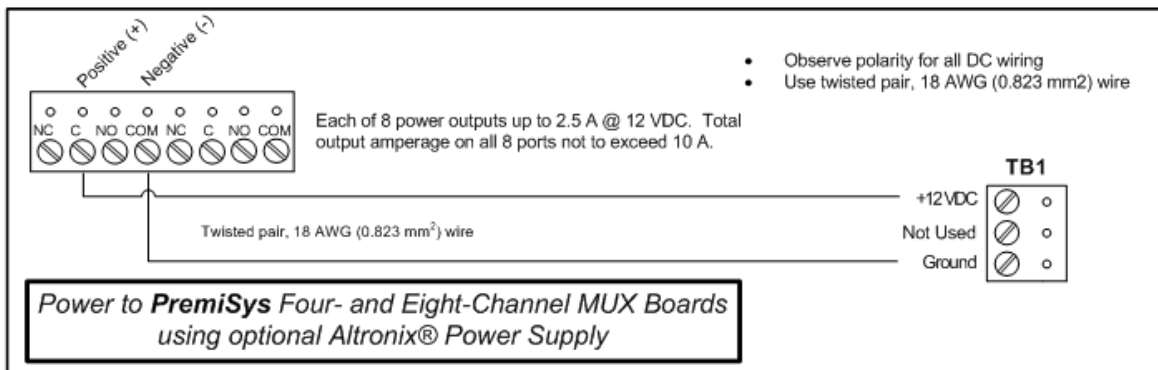 Positive (+)
Negative (-)
NC C NO COM NC C NO COM
Each of 8 power outputs up to 2.5 A @ 12 VDC. Total
output amperage on all 8 ports not to exceed 10 A.
• Observe polarity for all DC wiring
• Use twisted pair, 18 AWG (0.823 mm2) wire
TB1
+12VDC
Not Used
Ground
Twisted pair, 18 AWG (0.823 mm²) wire
Power to PremiSys Four- and Eight-Channel MUX Boards
using optional Altronix® Power Supply